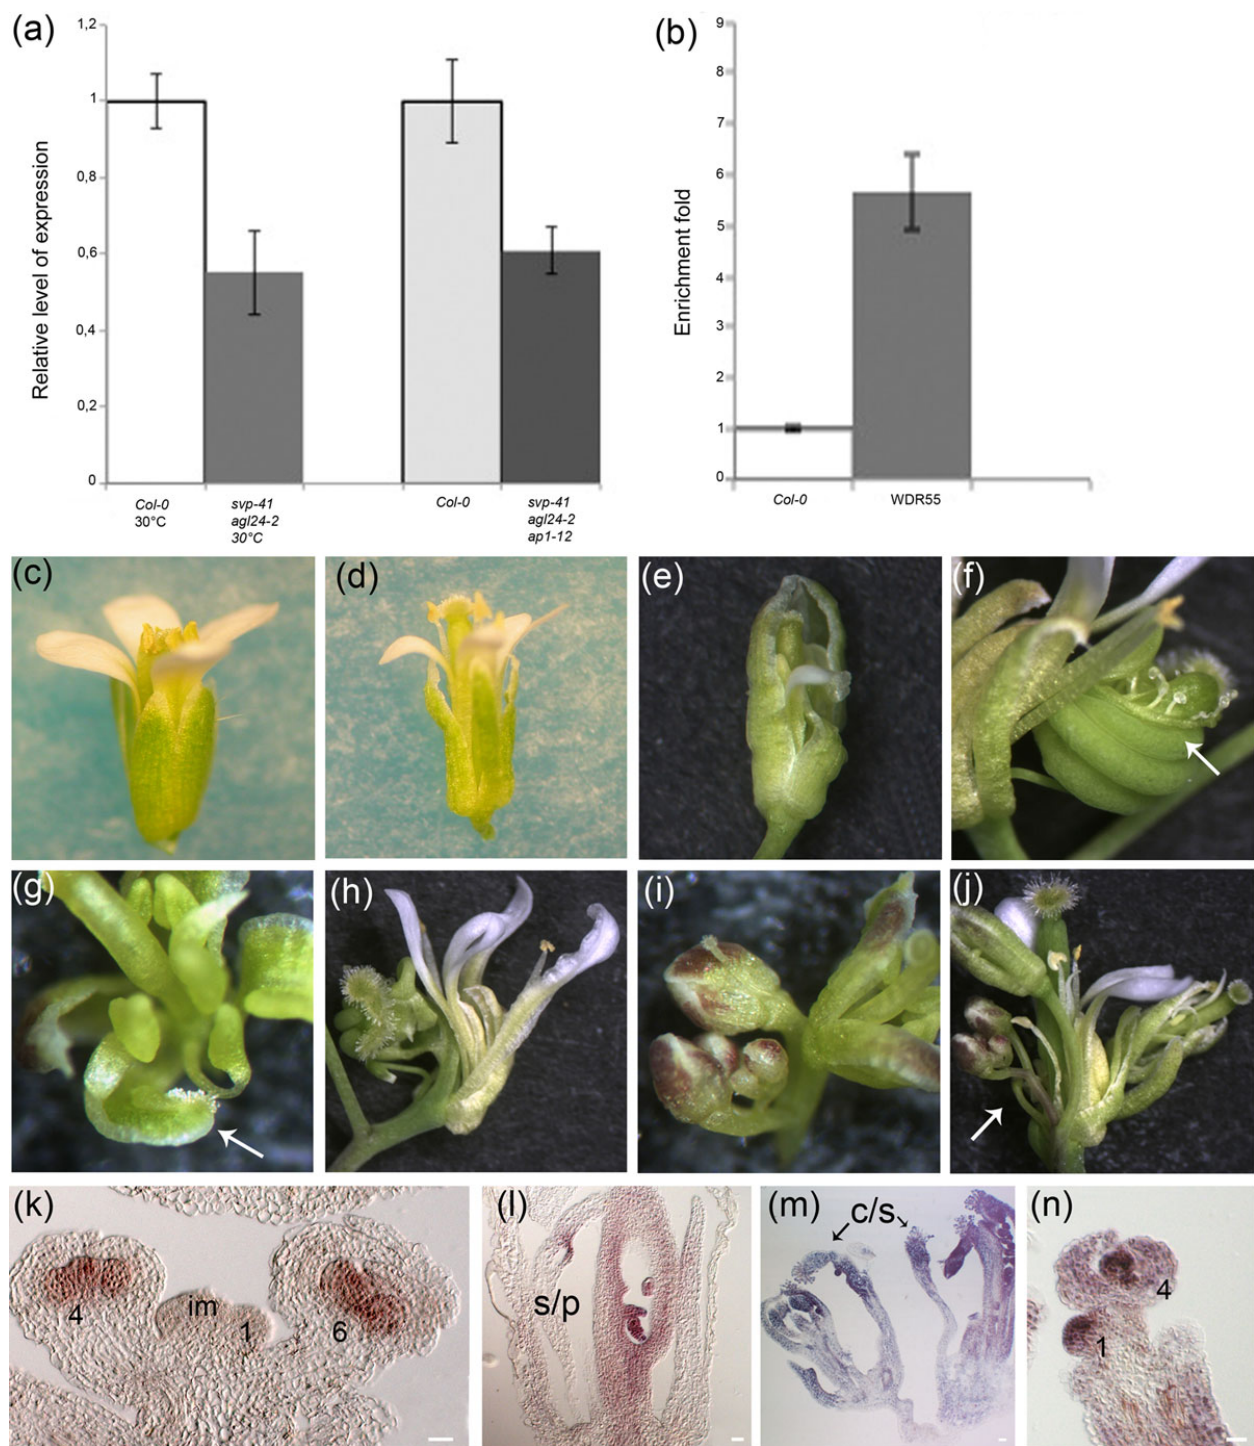 (a)
1,2
1
0,8
0,6
0,4
0,2
0
Relative level of expression
Col-0
30°C
svp-41
agl24-2
30°C
Col-0
svp-41
agl24-2
ap1-12
(b)
9
8
7
6
5
4
3
2
1
0
Enrichment fold
Col-0
WDR55
(c)
(d)
(e)
(f)
(g)
(h)
(i)
(j)
(k)
4
im
1
6
(l)
s/p
(m)
c/s
(n)
4
1